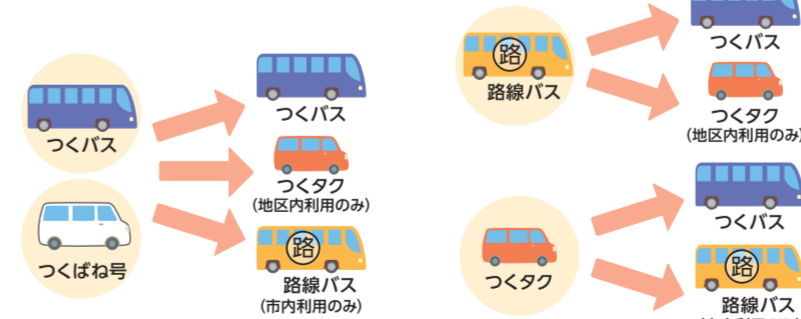 つくバス
つくばね号
つくバス
つくタク
(地区内利用のみ)
路
路線バス
(市内利用のみ)
路
路線バス
つくバス
つくタク
(地区内利用のみ)
つくタク
つくバス
路
路線バス